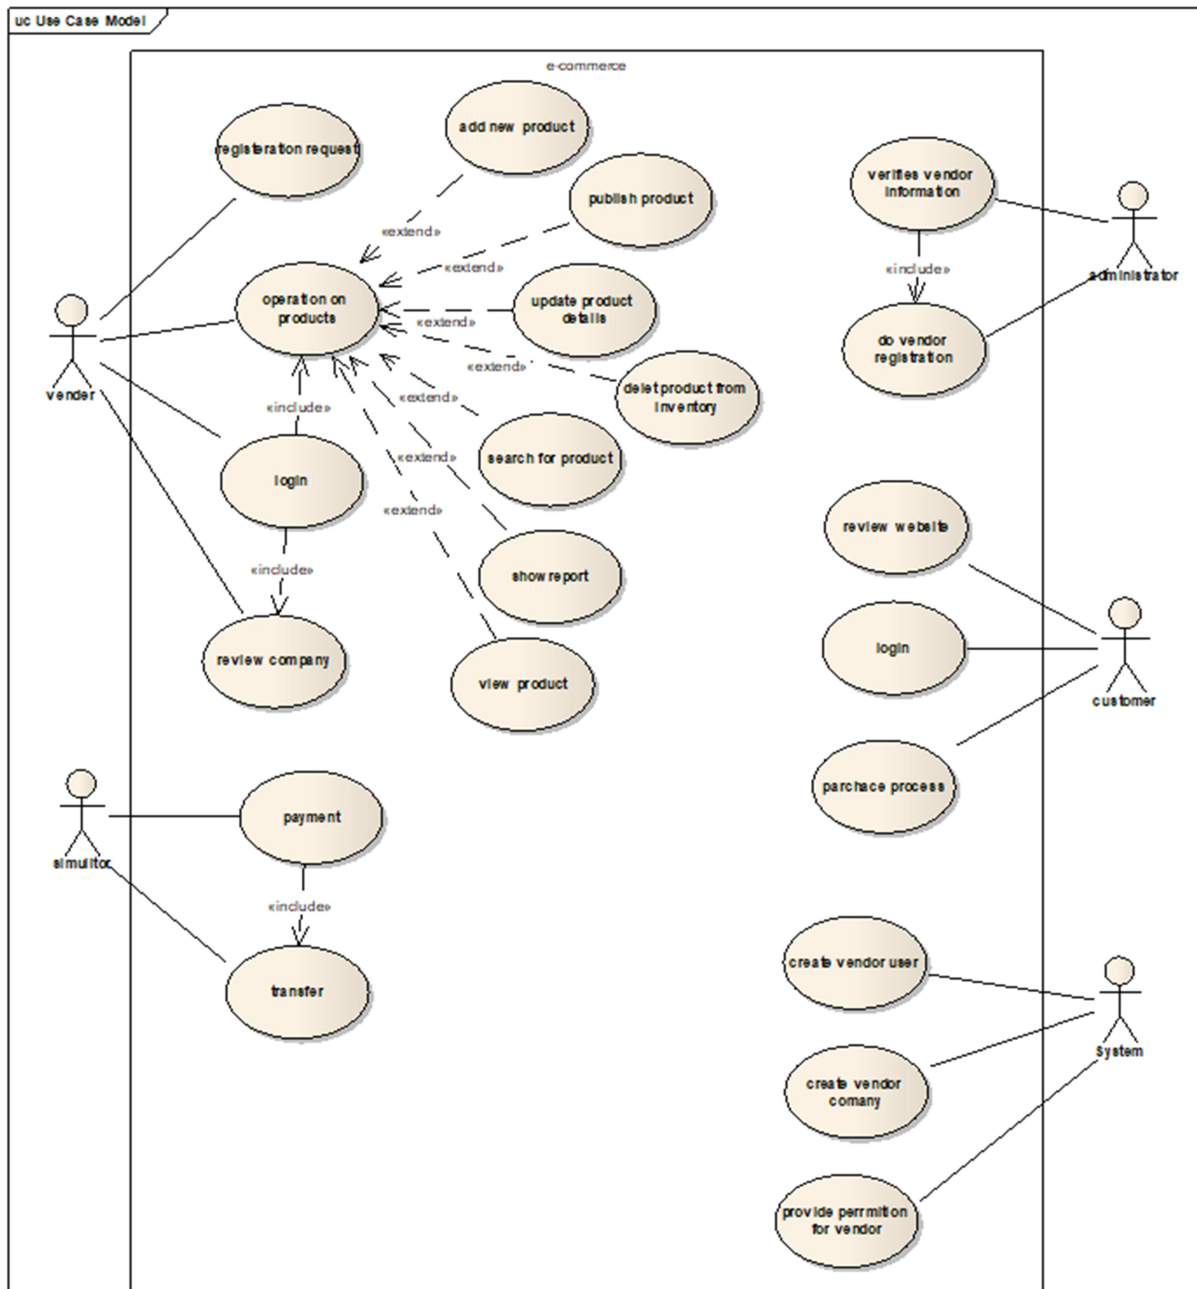 uc Use Case Model
e-commerce
add new product
registeration request
verifies vendor
information
publish product
«extend»
«extend»
«include»
administrator
operation on
products
update product
details
«extend»
do vendor
registration
«extend»
delet product from
inventory
vender
«include»
«extend»
search for product
«extend»
login
«extend»
review website
«include»
show report
review company
view product
login
customer
payment
parchace process
simulitor
«include»
transfer
create vendor user
System
create vendor
comany
provide perrmition
for vendor